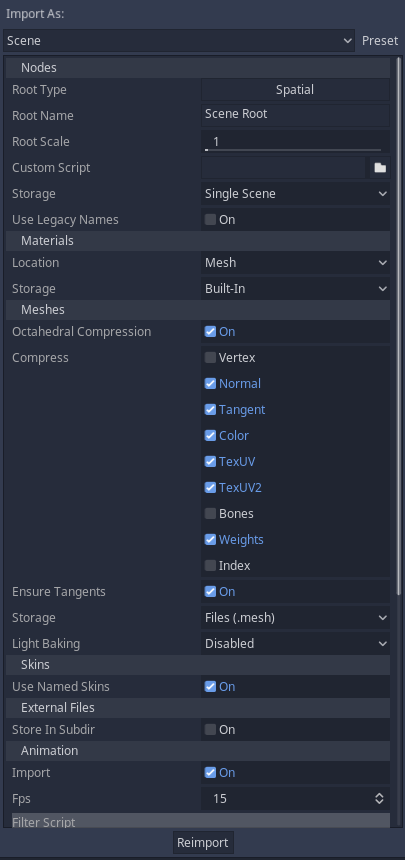 Import As:
Scene Preset
Nodes
Root Type Spatial
Root Name Scene Root
Root Scale 1
Custom Script
Storage Single Scene
Use Legacy Names On
Materials
Location Mesh
Storage Built-In
Meshes
Octahedral Compression On
Compress Vertex
Normal
Tangent
Color
TexUV
TexUV2
Bones
Weights
Index
Ensure Tangents On
Storage Files (.mesh)
Light Baking Disabled
Skins
Use Named Skins On
External Files
Store In Subdir On
Animation
Import On
Fps 15
Filter Script
Reimport